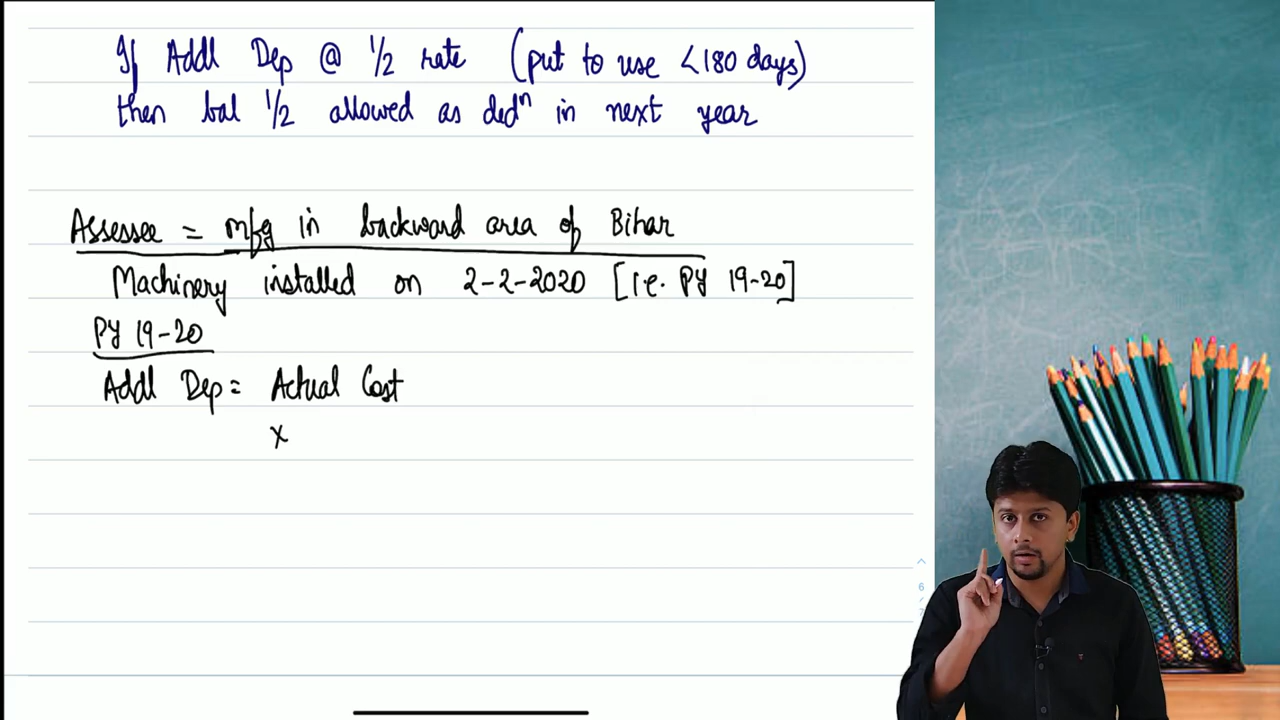 If Addl Dep @ 1/2 rate (put to use <180 days)
then bal 1/2 allowed as dedⁿ in next year
Assessee = mfg in backward area of Bihar
Machinery installed on 2-2-2020 [i.e. PY 19-20]
PY 19-20
Addl Dep = Actual Cost
×
6